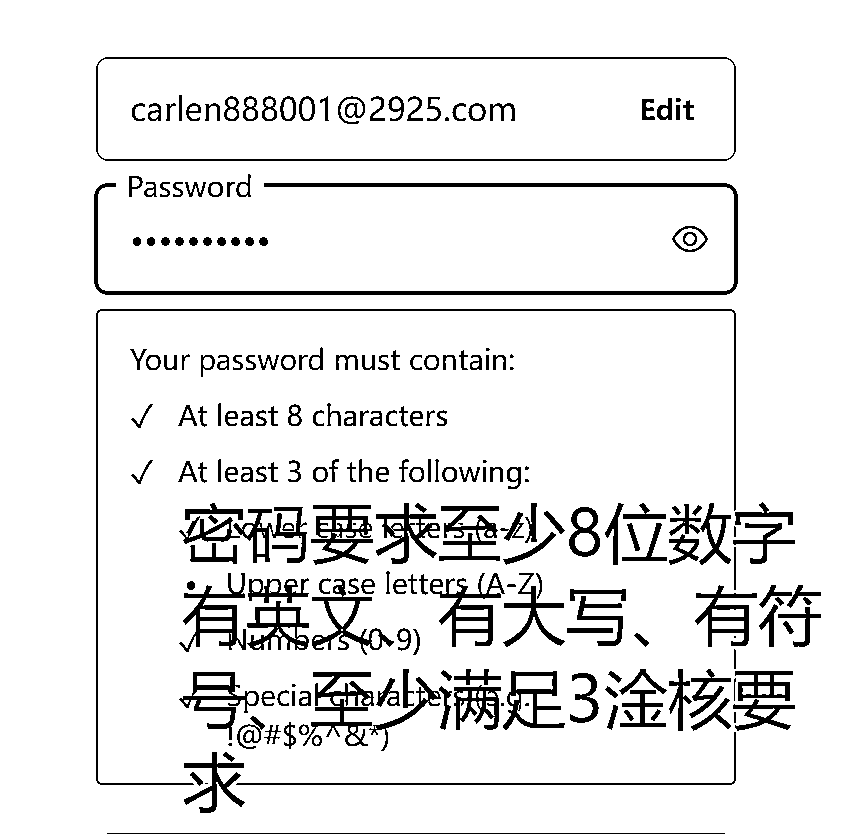 carlen888001@2925.com
Edit
Password
Your password must contain:
At least 8 characters
At least 3 of the following:
Lower case letters (a-z)
密码要求至少8位数字
Upper case letters (A-Z)
有英文、有大写、有符
Numbers (0-9)
Special characters (e.g.
号、至少满足3淦核要
!@#$%^&*)
求